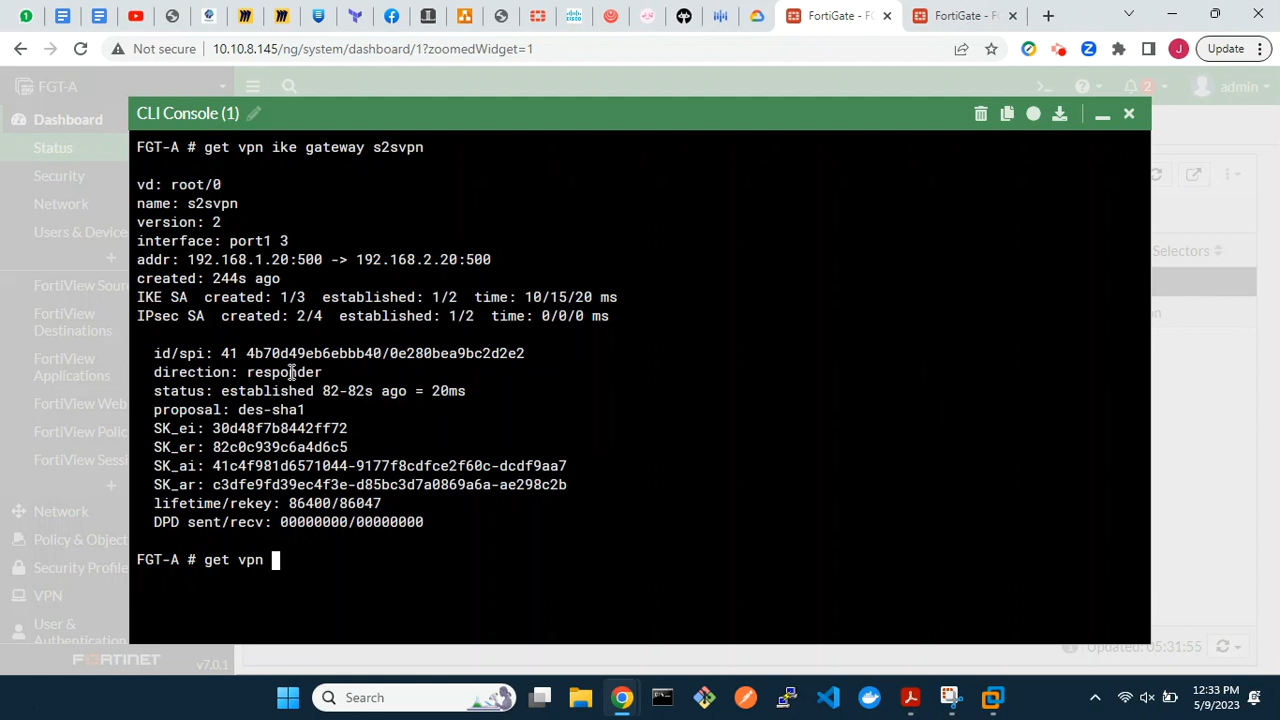 FortiGate - FC
FortiGate - FC
Not secure
10.10.8.145/ng/system/dashboard/1?zoomedWidget=1
J
Update
FGT-A
2
admin
Dashboard
Status
Security
Network
Users & Device
FortiView Sour
FortiView
Destinations
FortiView
Application
FortiView Web
FortiView Polic
FortiView Sessi
Network
Policy & Object
Security Profile
VPN
User &
Authentication
FORTINET
v7.0.1
CLI Console (1)
FGT-A # get vpn ike gateway s2svpn
vd: root/0
name: s2svpn
version: 2
interface: port1 3
addr: 192.168.1.20:500 -> 192.168.2.20:500
created: 244s ago
IKE SA created: 1/3 established: 1/2 time: 10/15/20 ms
IPsec SA created: 2/4 established: 1/2 time: 0/0/0 ms
id/spi: 41 4b70d49eb6ebbb40/0e280bea9bc2d2e2
direction: responder
status: established 82-82s ago = 20ms
proposal: des-sha1
SK_ei: 30d48f7b8442ff72
SK_er: 82c0c939c6a4d6c5
SK_ai: 41c4f981d6571044-9177f8cdfce2f60c-dcdf9aa7
SK_ar: c3dfe9fd39ec4f3e-d85bc3d7a0869a6a-ae298c2b
lifetime/rekey: 86400/86047
DPD sent/recv: 00000000/00000000
FGT-A # get vpn
Selectors
Updated: 05:31:55
Search
12:33 PM
5/9/2023